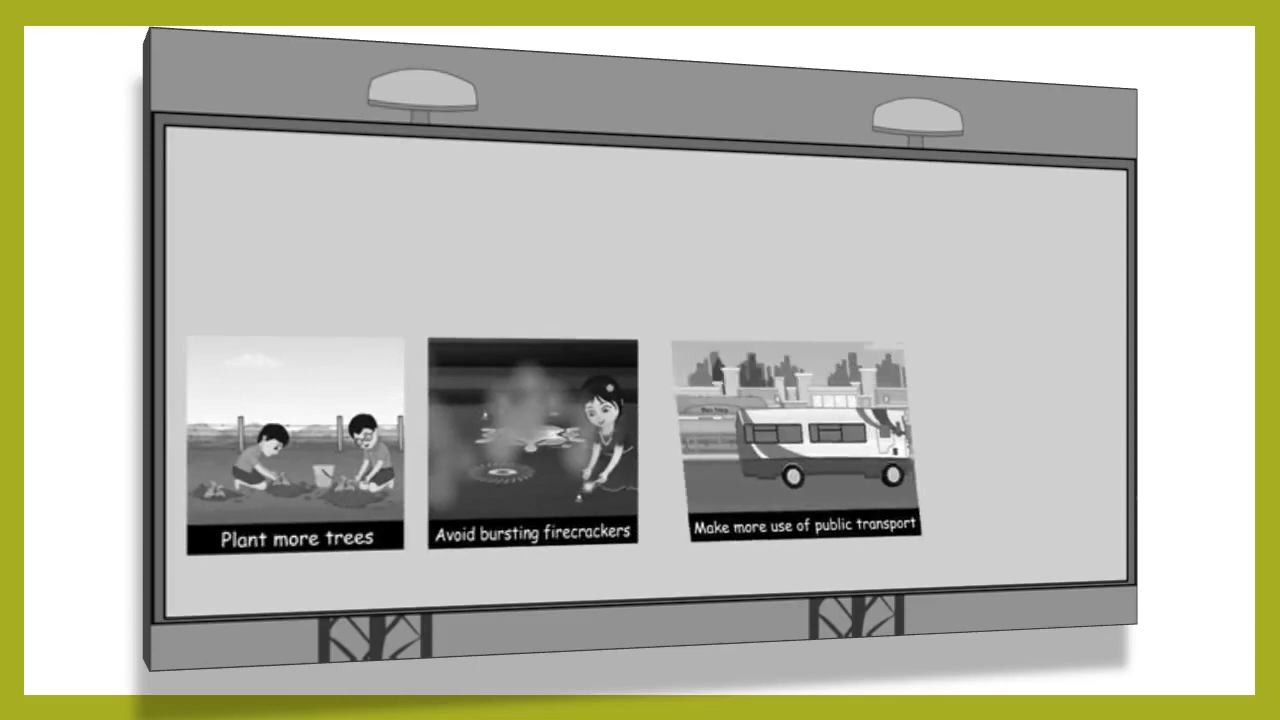 Plant more trees
Avoid bursting firecrackers
Make more use of public transport